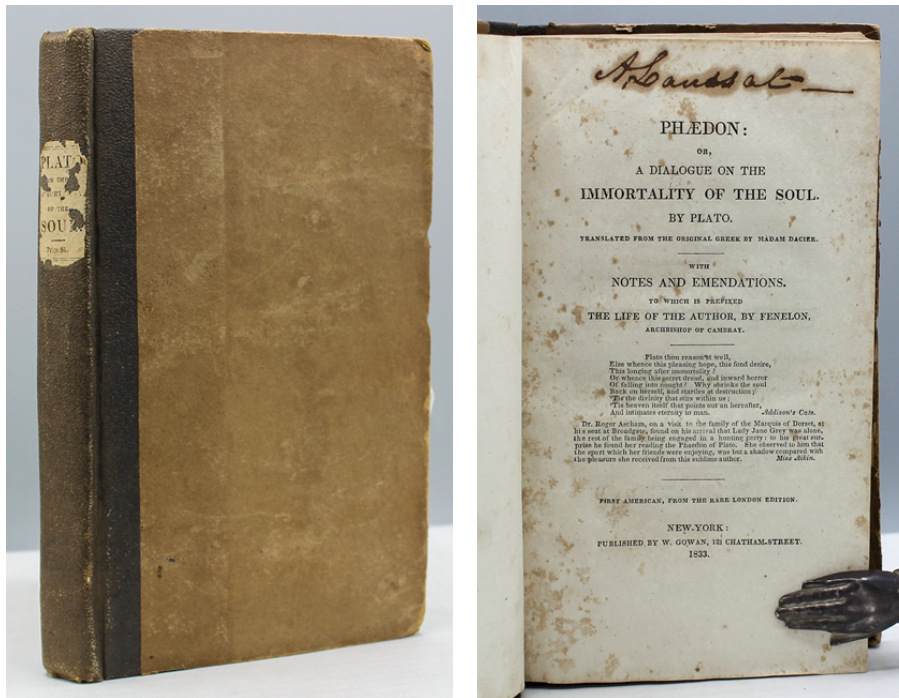 PLATO
ON THE
OF THE
SOUL.
Price $1.
A Laussat
PHÆDON:
OR,
A DIALOGUE ON THE
IMMORTALITY OF THE SOUL.
BY PLATO.
TRANSLATED FROM THE ORIGINAL GREEK BY MADAM DACIER.
WITH
NOTES AND EMENDATIONS.
TO WHICH IS PREFIXED
THE LIFE OF THE AUTHOR, BY FENELON,
ARCHBISHOP OF CAMBRAY.
Plato thou reason'st well,
Else whence this pleasing hope, this fond desire,
This longing after immortality?
Or whence this secret dread, and inward horror
Of falling into nought? Why shrinks the soul
Back on herself, and startles at destruction;
'Tis the divinity that stirs within us;
'Tis heaven itself that points out an hereafter,
And intimates eternity to man. Addison's Cato.
Dr. Roger Ascham, on a visit to the family of the Marquis of Dorset, at
his seat at Broadgate, found on his arrival that Lady Jane Grey was alone,
the rest of the family being engaged in a hunting party: to his great sur-
prise he found her reading the Phaedon of Plato. She observed to him that
the sport which her friends were enjoying, was but a shadow compared with
the pleasure she received from this sublime author. Miss Aikin.
FIRST AMERICAN, FROM THE RARE LONDON EDITION.
NEW-YORK:
PUBLISHED BY W. GOWAN, 121 CHATHAM-STREET.
1833.